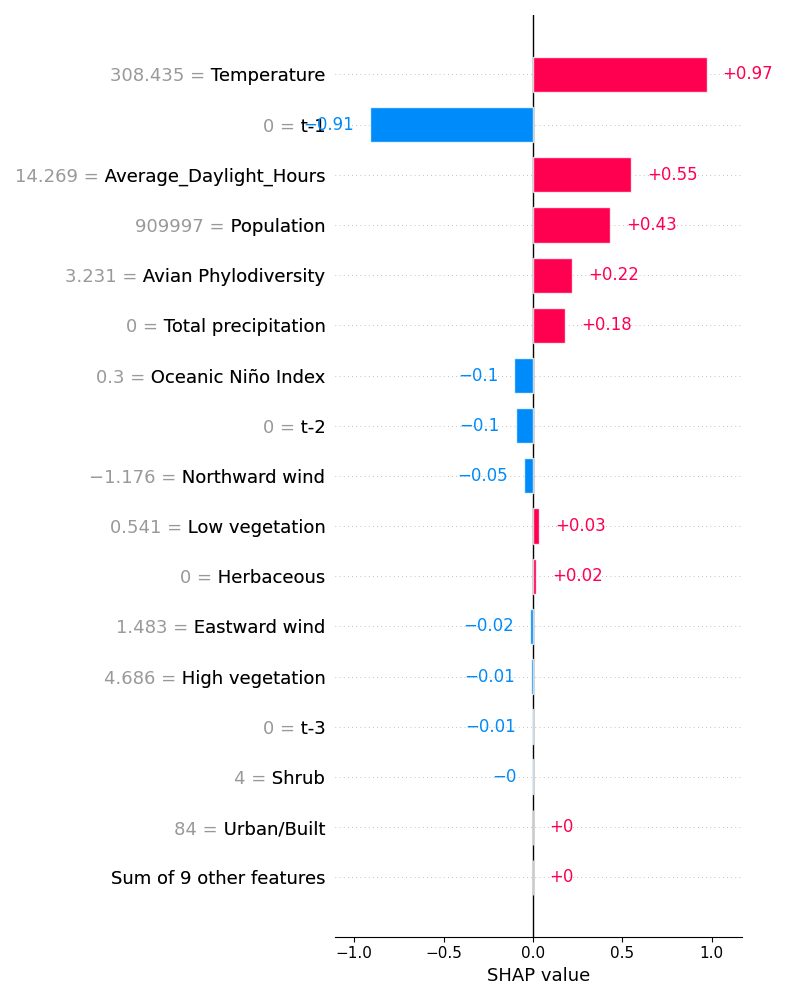 308.435 = Temperature +0.97
0 = t-1 −0.91
14.269 = Average_Daylight_Hours +0.55
909997 = Population +0.43
3.231 = Avian Phylodiversity +0.22
0 = Total precipitation +0.18
0.3 = Oceanic Niño Index −0.1
0 = t-2 −0.1
−1.176 = Northward wind −0.05
0.541 = Low vegetation +0.03
0 = Herbaceous +0.02
1.483 = Eastward wind −0.02
4.686 = High vegetation −0.01
0 = t-3 −0.01
4 = Shrub −0
84 = Urban/Built +0
Sum of 9 other features +0
−1.0 −0.5 0.0 0.5 1.0
SHAP value